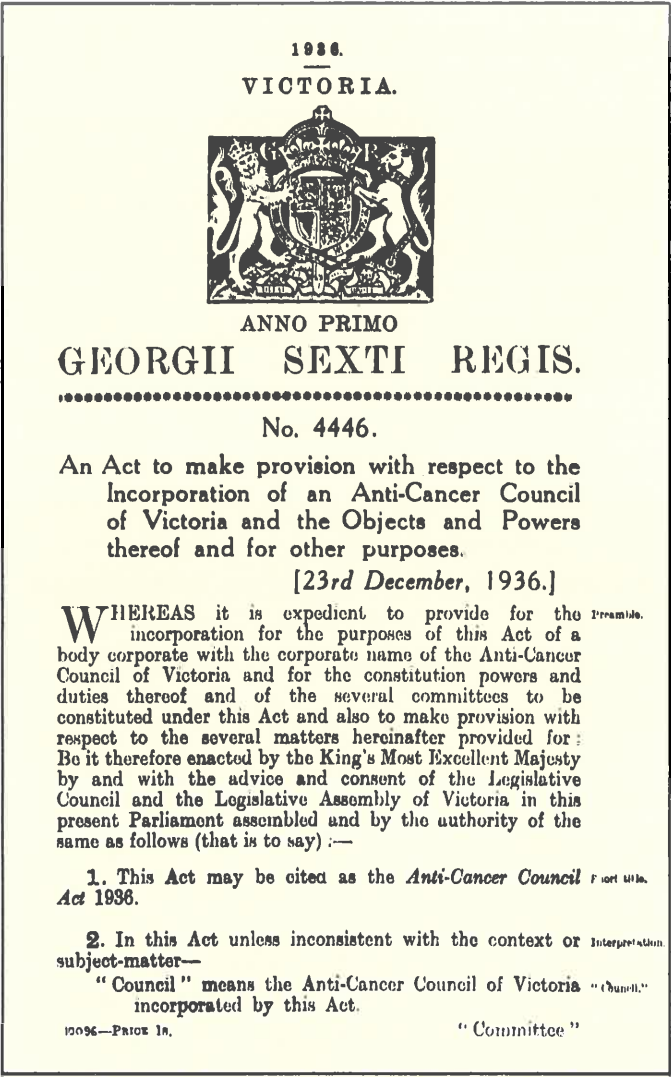 1936.
VICTORIA.
G R
ANNO PRIMO
GEORGII SEXTI REGIS.
No. 4446.
An Act to make provision with respect to the
Incorporation of an Anti-Cancer Council
of Victoria and the Objects and Powers
thereof and for other purposes.
[23rd December, 1936.]
WHEREAS it is expedient to provide for the Preamble.
incorporation for the purposes of this Act of a
body corporate with the corporate name of the Anti-Cancer
Council of Victoria and for the constitution powers and
duties thereof and of the several committees to be
constituted under this Act and also to make provision with
respect to the several matters hereinafter provided for :
Be it therefore enacted by the King's Most Excellent Majesty
by and with the advice and consent of the Legislative
Council and the Legislative Assembly of Victoria in this
present Parliament assembled and by the authority of the
same as follows (that is to say) :—
1. This Act may be cited as the Anti-Cancer Council Short title.
Act 1936.
2. In this Act unless inconsistent with the context or Interpretation.
subject-matter—
" Council " means the Anti-Cancer Council of Victoria "Council."
incorporated by this Act.
—PRICE 1s. " Committee "